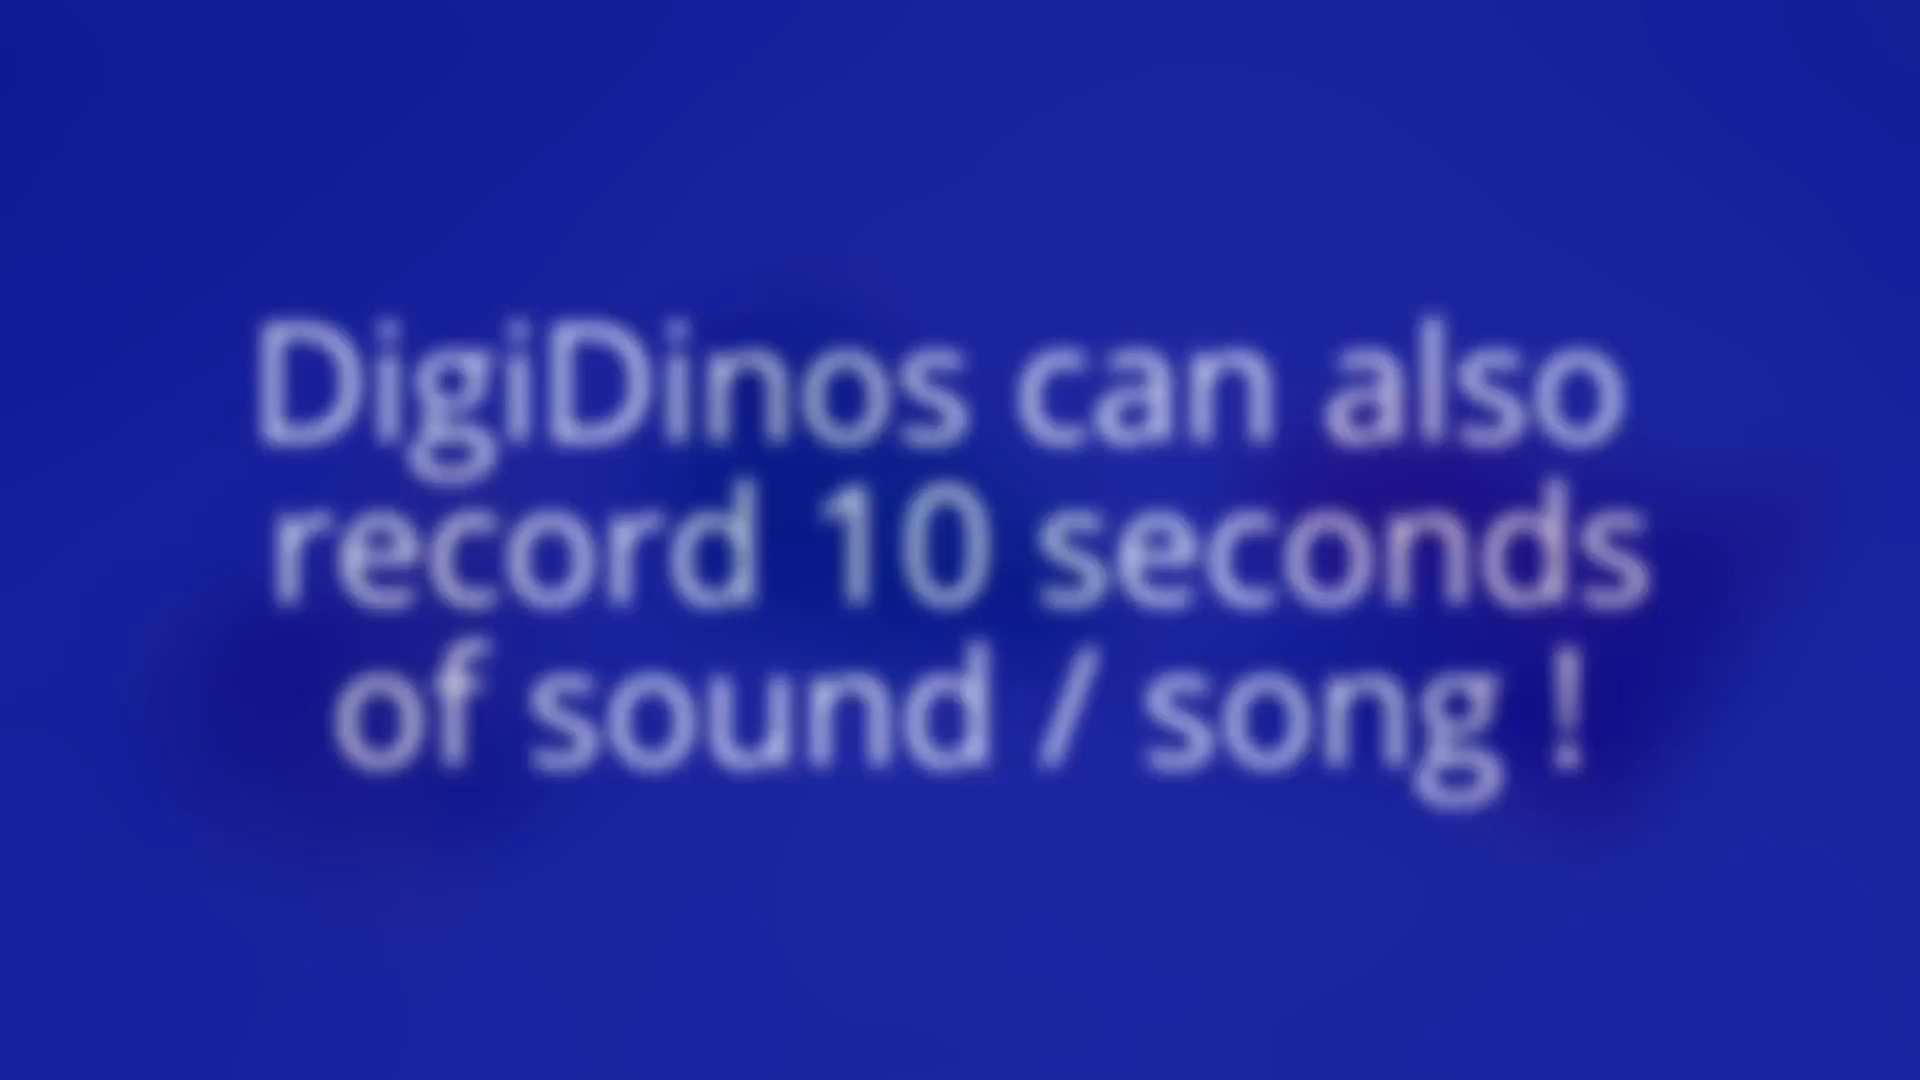 DigiDinos can also
record 10 seconds
of sound / song !